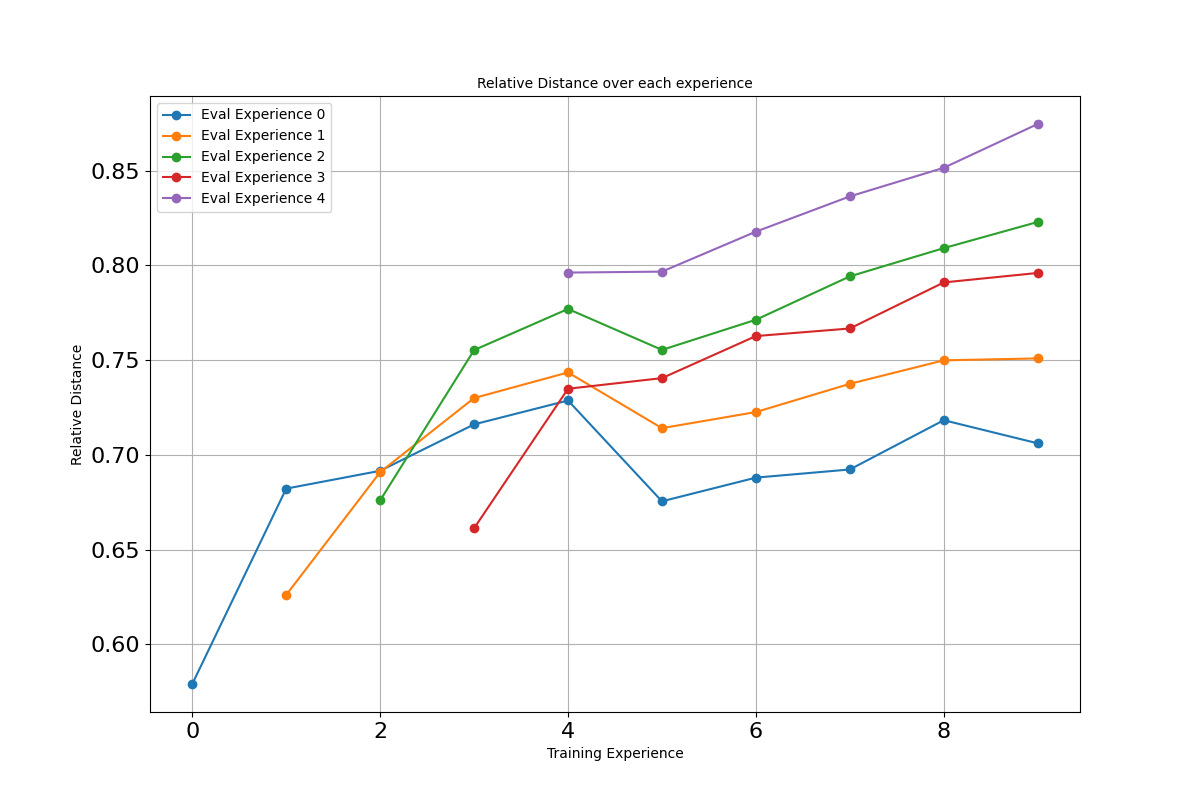 Relative Distance over each experience
Eval Experience 0
Eval Experience 1
Eval Experience 2
Eval Experience 3
Eval Experience 4
0.85
0.80
0.75
0.70
0.65
0.60
Relative Distance
0 2 4 6 8
Training Experience